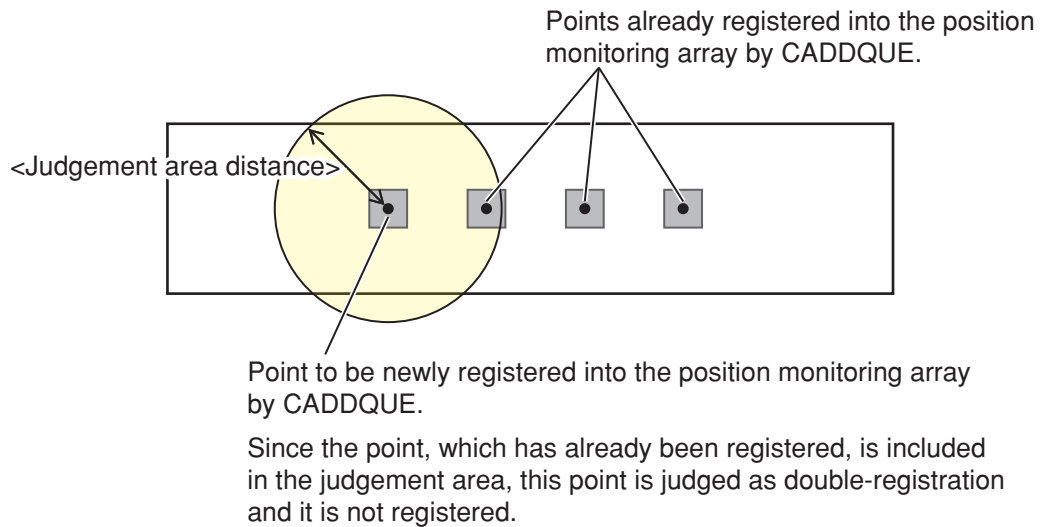 Points already registered into the position
monitoring array by CADDQUE.
<Judgement area distance>
Point to be newly registered into the position monitoring array
by CADDQUE.
Since the point, which has already been registered, is included
in the judgement area, this point is judged as double-registration
and it is not registered.